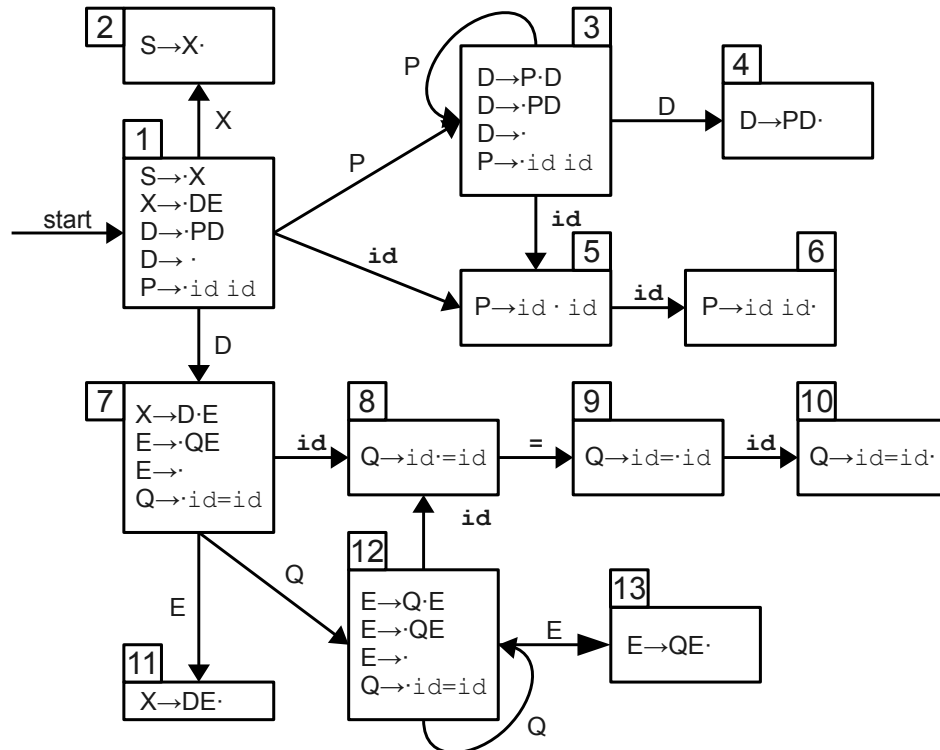 2
S→X·
X
1
S→·X
X→·DE
D→·PD
D→ ·
P→·id id
start
P
P
3
D→P·D
D→·PD
D→·
P→·id id
D
4
D→PD·
id
id
5
P→id · id
id
6
P→id id·
D
7
X→D·E
E→·QE
E→·
Q→·id=id
id
8
Q→id·=id
=
9
Q→id=·id
id
10
Q→id=id·
id
Q
E
12
E→Q·E
E→·QE
E→·
Q→·id=id
E
Q
13
E→QE·
11
X→DE·